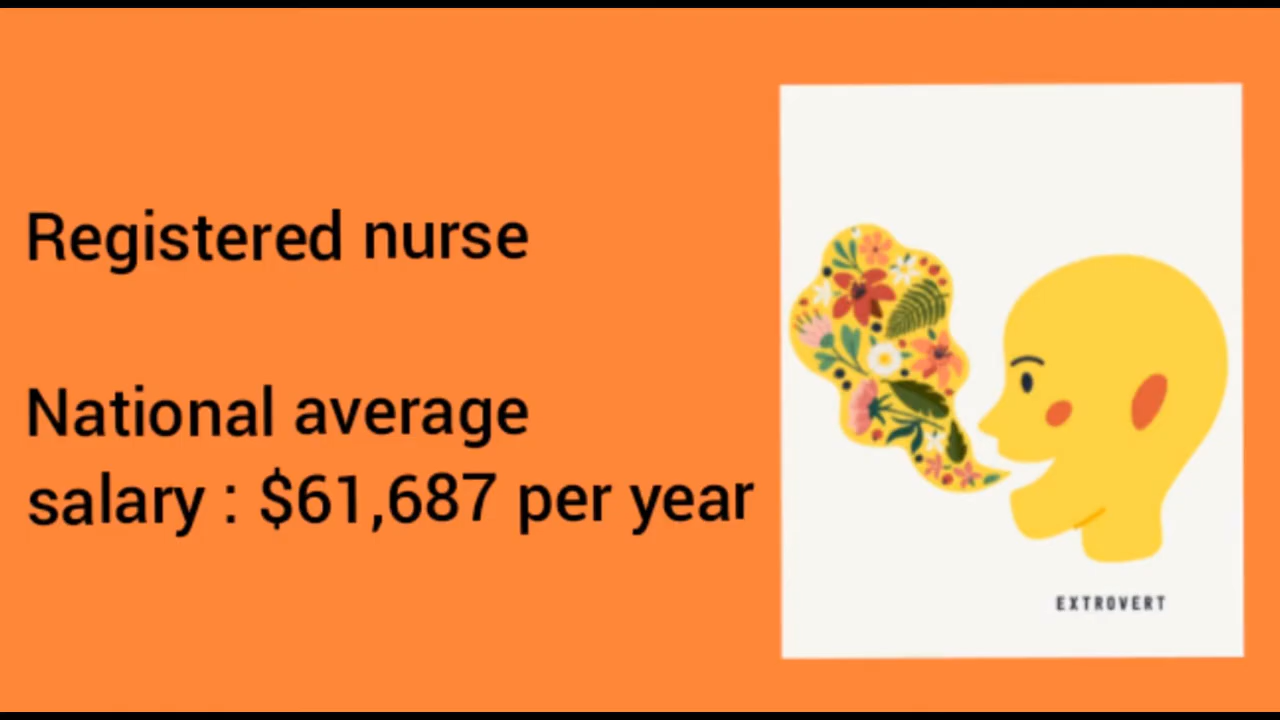 Registered nurse
National average
salary : $61,687 per year
EXTROVERT